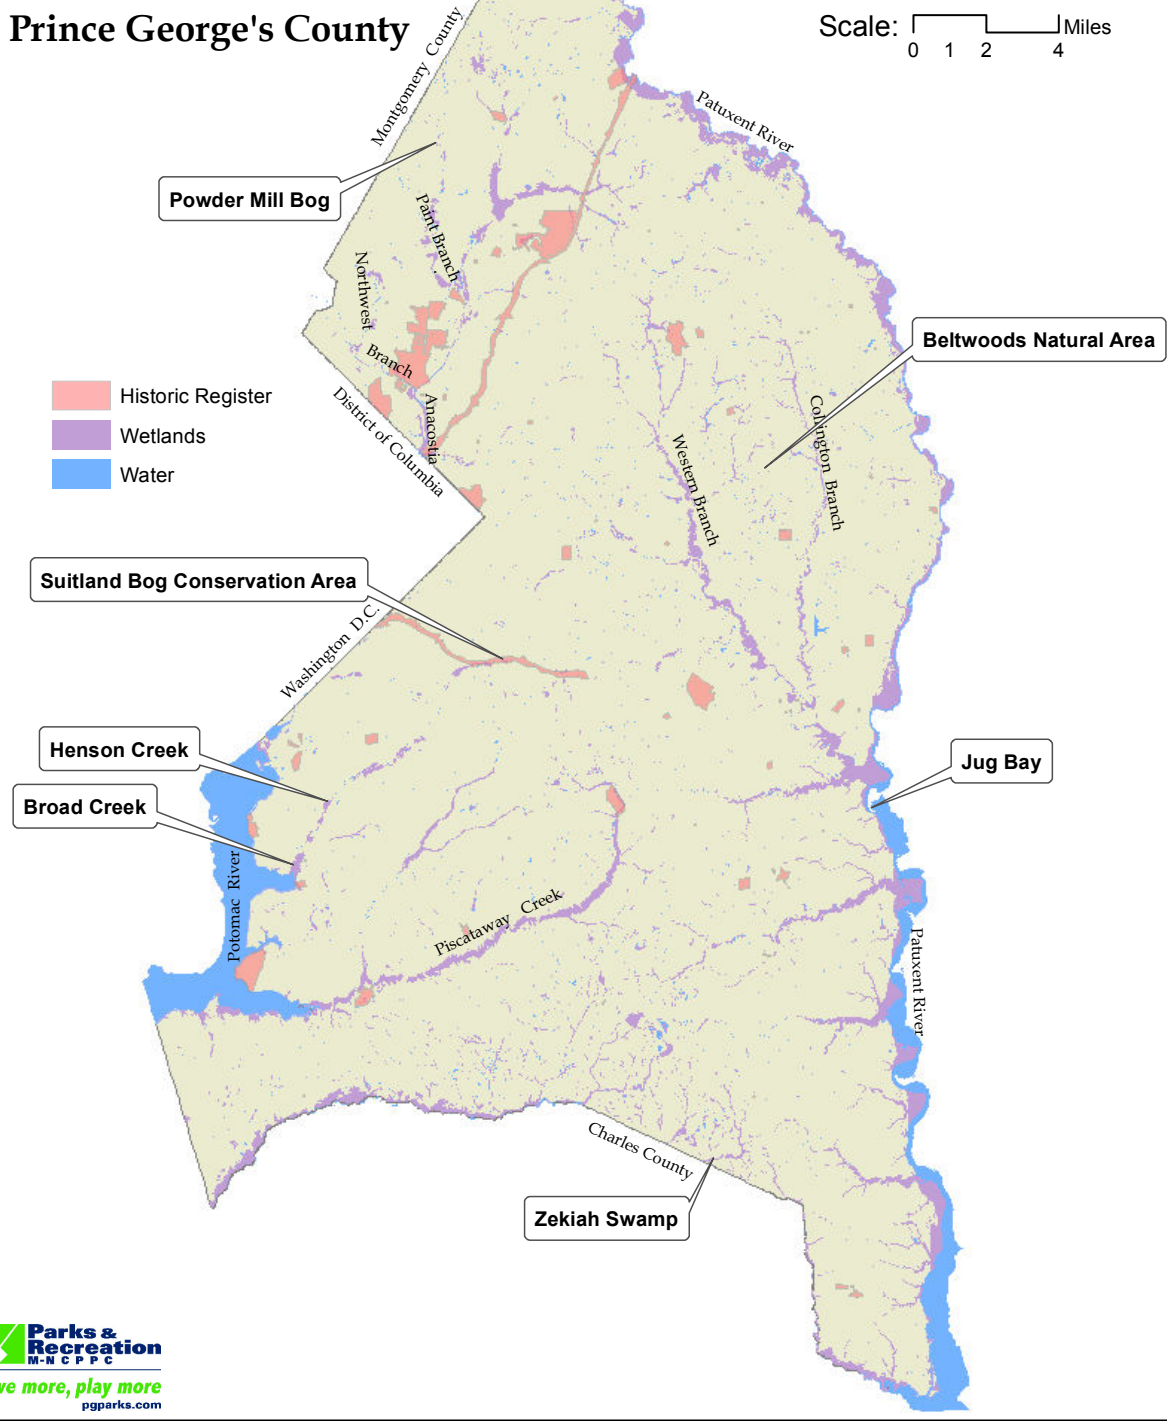 Prince George's County
Scale:
Miles
0 1 2 4
Montgomery County
Patuxent River
Powder Mill Bog
Paint Branch
Northwest
Branch
Beltwoods Natural Area
Historic Register
Wetlands
Water
District of Columbia
Anacostia
Western Branch
Collington Branch
Suitland Bog Conservation Area
Washington D.C.
Henson Creek
Broad Creek
Jug Bay
Potomac River
Piscataway Creek
Patuxent River
Charles County
Zekiah Swamp
Parks &
Recreation
M-NCPPC
more, play more
pgparks.com